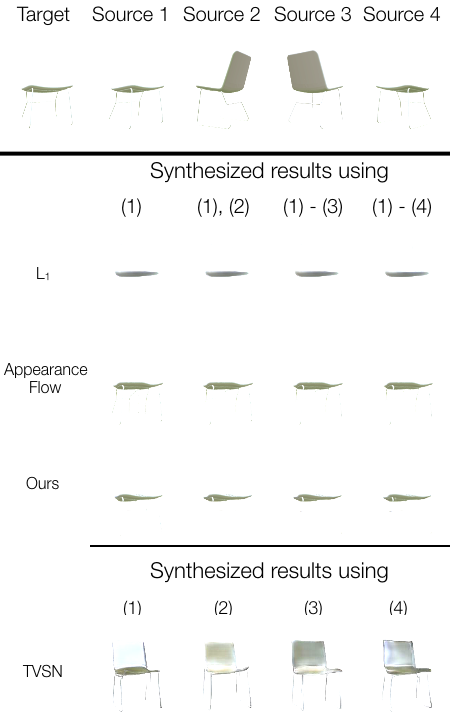 Target Source 1 Source 2 Source 3 Source 4
Synthesized results using
(1) (1), (2) (1) - (3) (1) - (4)
L₁
Appearance
Flow
Ours
Synthesized results using
(1) (2) (3) (4)
TVSN